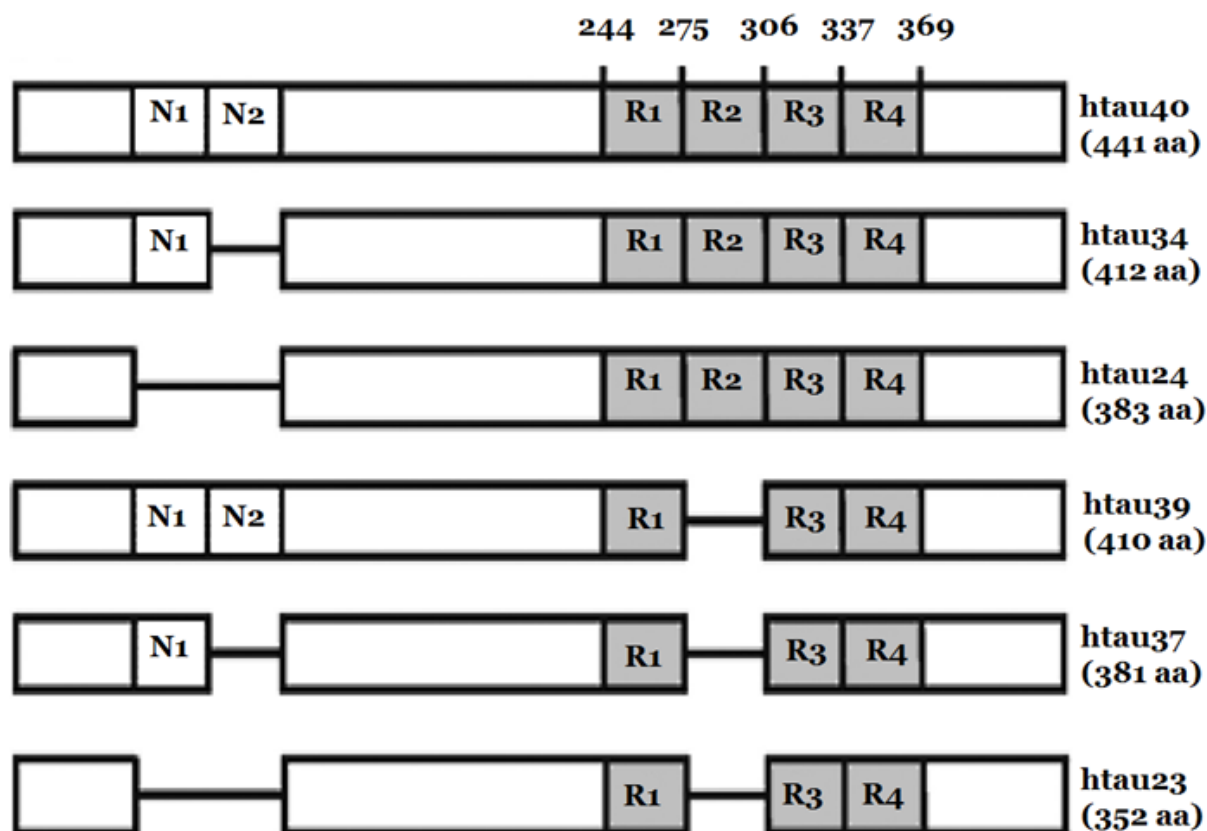 244 275 306 337 369
N1 N2 R1 R2 R3 R4 htau40
(441 aa)
N1 R1 R2 R3 R4 htau34
(412 aa)
R1 R2 R3 R4 htau24
(383 aa)
N1 N2 R1 R3 R4 htau39
(410 aa)
N1 R1 R3 R4 htau37
(381 aa)
R1 R3 R4 htau23
(352 aa)